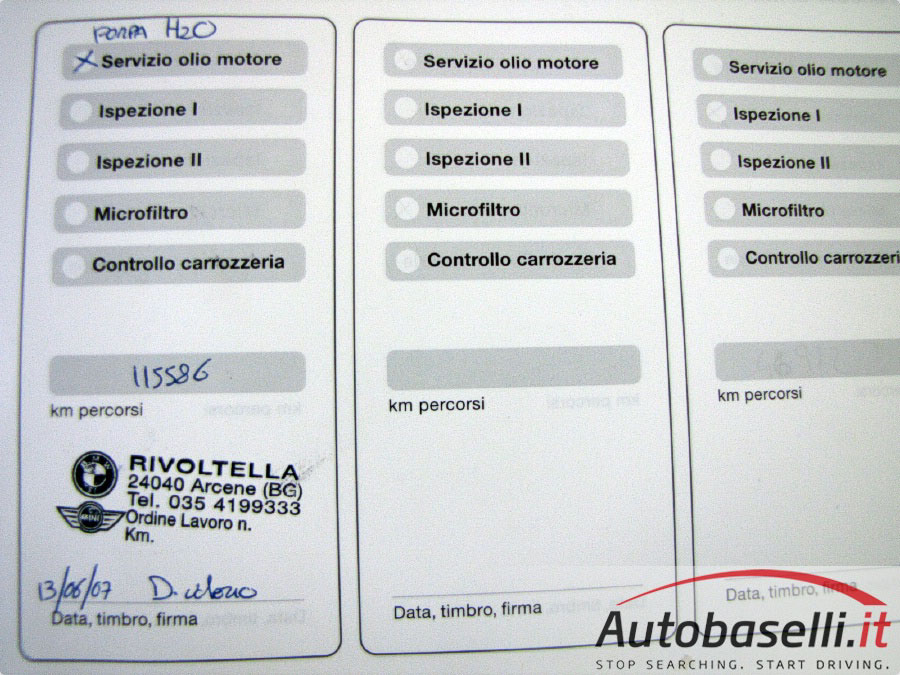 POMPA H2O
X Servizio olio motore
Ispezione I
Ispezione II
Microfiltro
Controllo carrozzeria
115586
km percorsi
RIVOLTELLA
24040 Arcene (BG)
Tel. 035 4199333
Ordine Lavoro n.
Km.
13/06/07
Data, timbro, firma
Servizio olio motore
Ispezione I
Ispezione II
Microfiltro
Controllo carrozzeria
km percorsi
Data, timbro, firma
Servizio olio motore
Ispezione I
Ispezione II
Microfiltro
Controllo carrozzeri
km percorsi
Data, timbro, firma
Autobaselli.it
STOP SEARCHING. START DRIVING.